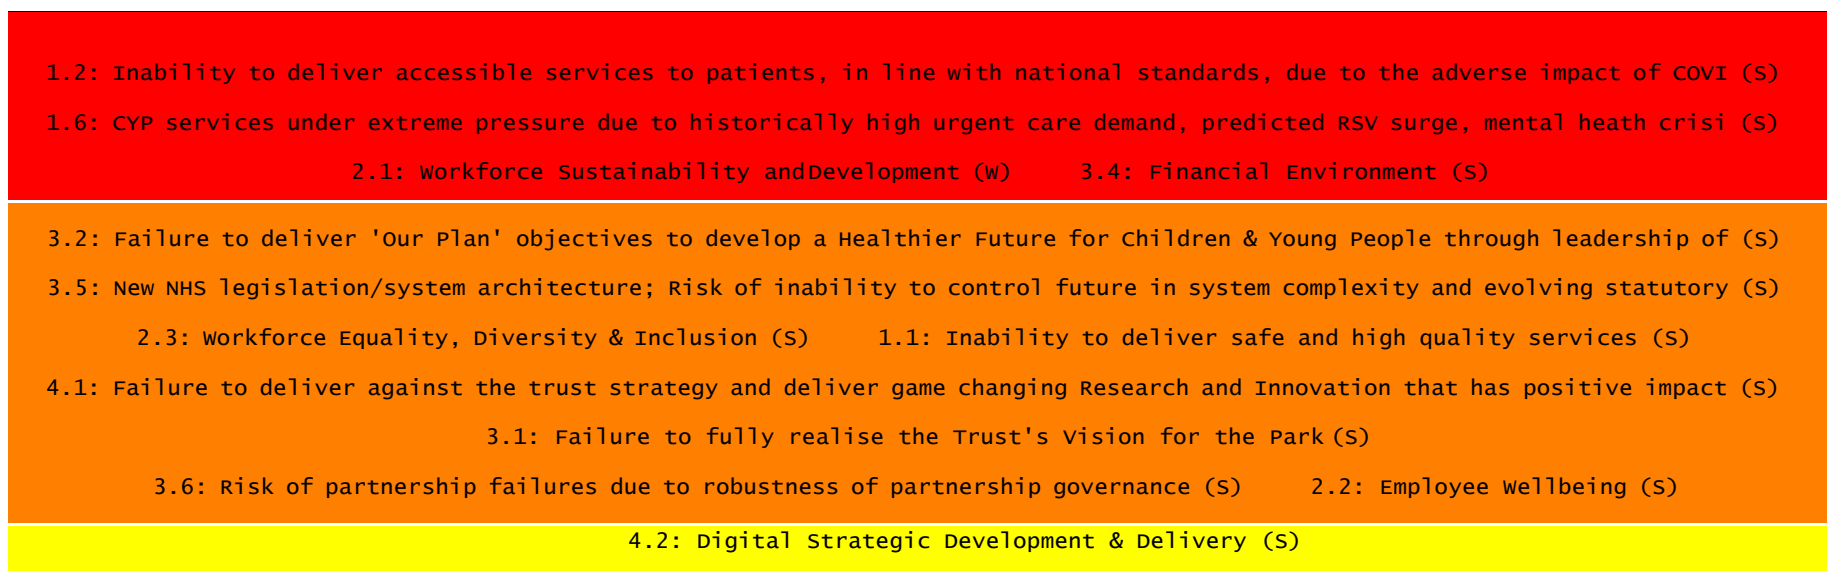 1.2: Inability to deliver accessible services to patients, in line with national standards, due to the adverse impact of COVI (S)
1.6: CYP services under extreme pressure due to historically high urgent care demand, predicted RSV surge, mental heath crisi (S)
2.1: Workforce Sustainability and Development (W) 3.4: Financial Environment (S)
3.2: Failure to deliver 'Our Plan' objectives to develop a Healthier Future for Children & Young People through leadership of (S)
3.5: New NHS legislation/system architecture; Risk of inability to control future in system complexity and evolving statutory (S)
2.3: Workforce Equality, Diversity & Inclusion (S) 1.1: Inability to deliver safe and high quality services (S)
4.1: Failure to deliver against the trust strategy and deliver game changing Research and Innovation that has positive impact (S)
3.1: Failure to fully realise the Trust's Vision for the Park (S)
3.6: Risk of partnership failures due to robustness of partnership governance (S) 2.2: Employee Wellbeing (S)
4.2: Digital Strategic Development & Delivery (S)